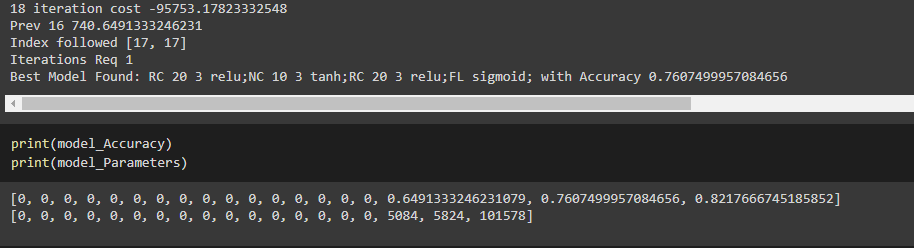 18 iteration cost -95753.17823332548
Prev 16 740.6491333246231
Index followed [17, 17]
Iterations Req 1
Best Model Found: RC 20 3 relu;NC 10 3 tanh;RC 20 3 relu;FL sigmoid; with Accuracy 0.7607499957084656
print(model_Accuracy)
print(model_Parameters)
[0, 0, 0, 0, 0, 0, 0, 0, 0, 0, 0, 0, 0, 0, 0, 0, 0.6491333246231079, 0.7607499957084656, 0.8217666745185852]
[0, 0, 0, 0, 0, 0, 0, 0, 0, 0, 0, 0, 0, 0, 0, 0, 5084, 5824, 101578]